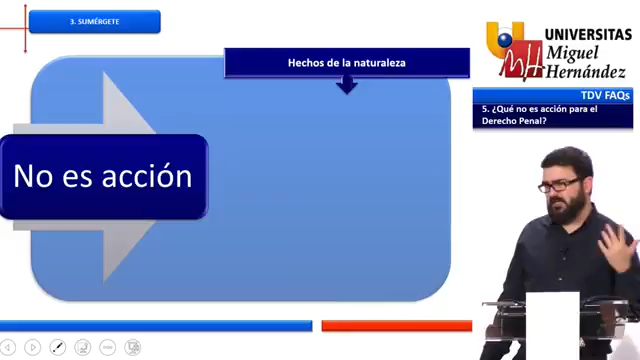 3. SUMÉRGETE
Hechos de la naturaleza
No es acción
UNIVERSITAS
Miguel
Hernández
TDV FAQs
5. ¿Qué no es acción para el
Derecho Penal?